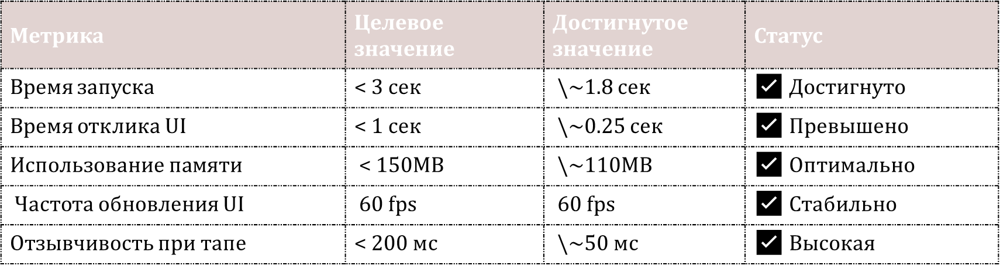 Метрика Целевое значение Достигнутое значение Статус
Время запуска < 3 сек \~1.8 сек ✓ Достигнуто
Время отклика UI < 1 сек \~0.25 сек ✓ Превышено
Использование памяти < 150MB \~110MB ✓ Оптимально
Частота обновления UI 60 fps 60 fps ✓ Стабильно
Отзывчивость при тапе < 200 мс \~50 мс ✓ Высокая